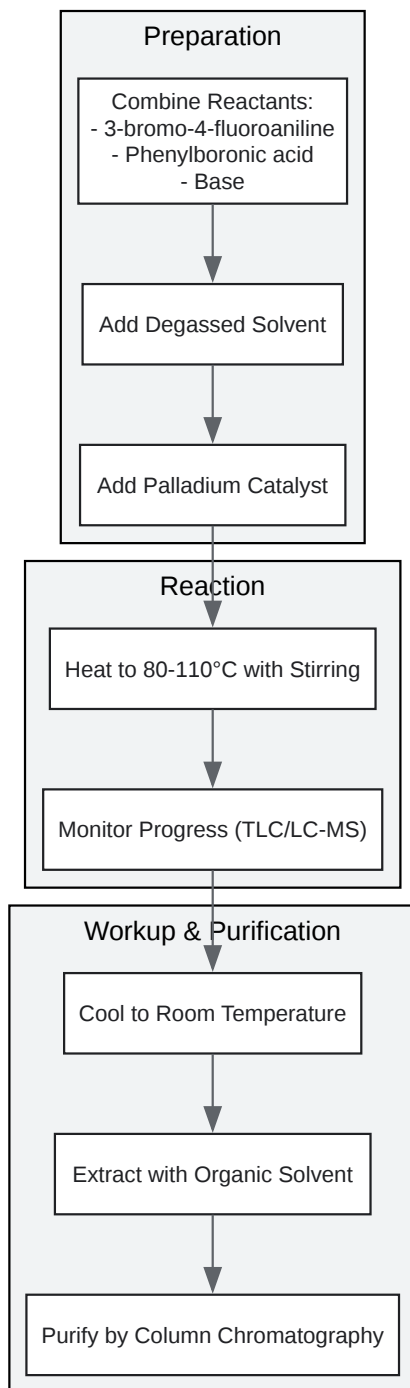 Preparation
Combine Reactants:
- 3-bromo-4-fluoroaniline
- Phenylboronic acid
- Base
Add Degassed Solvent
Add Palladium Catalyst
Reaction
Heat to 80-110°C with Stirring
Monitor Progress (TLC/LC-MS)
Workup & Purification
Cool to Room Temperature
Extract with Organic Solvent
Purify by Column Chromatography